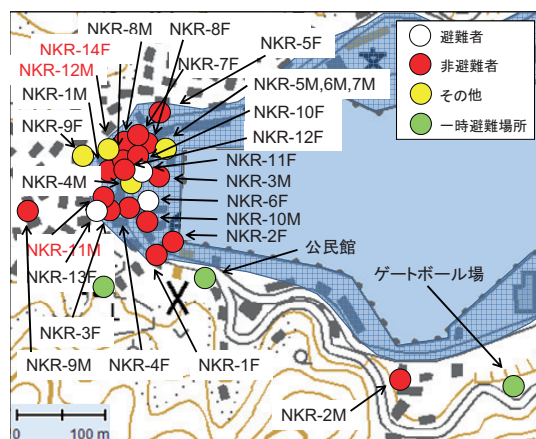 NKR-8M
NKR-8F
NKR-14F
NKR-5F
NKR-12M
NKR-7F
NKR-1M
NKR-5M,6M,7M
NKR-9F
NKR-10F
NKR-12F
NKR-11F
NKR-4M
NKR-3M
NKR-6F
NKR-10M
NKR-2F
NKR-11M
NKR-13F
公民館
ゲートボール場
NKR-3F
NKR-9M
NKR-4F
NKR-1F
NKR-2M
避難者
非避難者
その他
一時避難場所
0
100 m